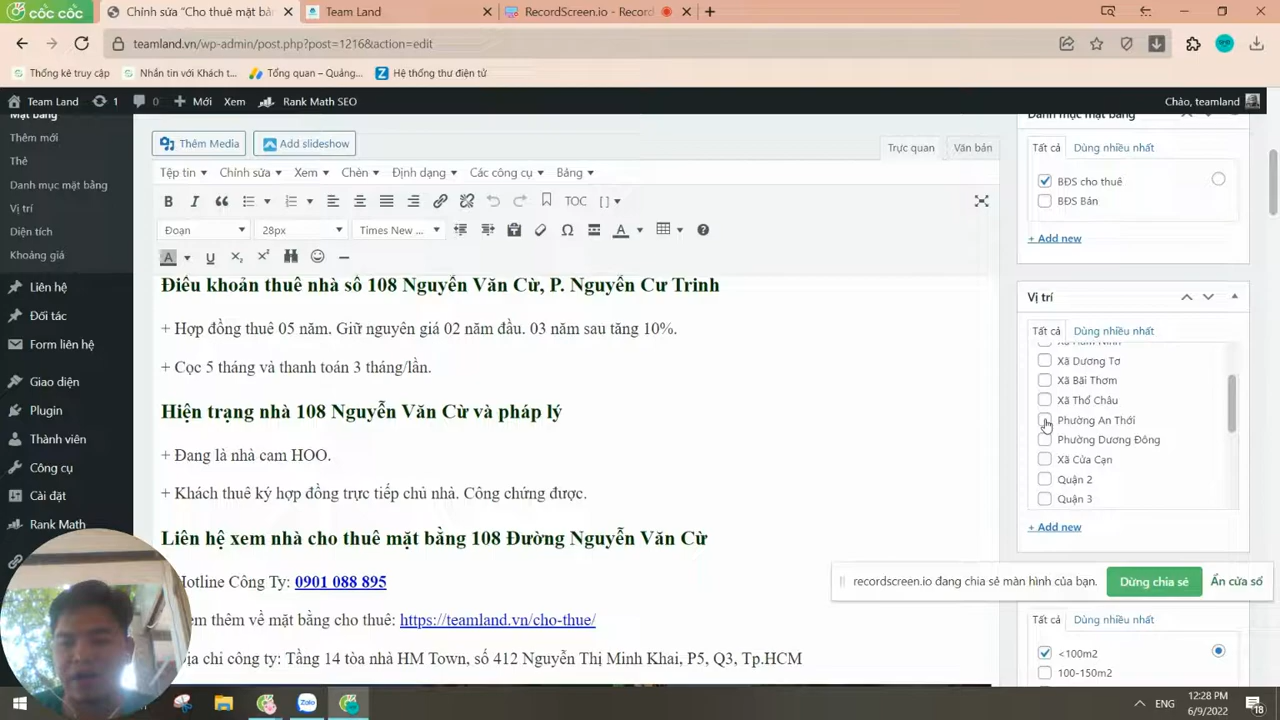 cốc cốc
Chỉnh sửa "Cho thuê mặt bằ
Team Land
RecordScreen.io - Record
teamland.vn/wp-admin/post.php?post=1216&action=edit
Thống kê truy cập
Nhắn tin với Khách t...
Tổng quan – Quảng...
Hệ thống thư điện tử
Team Land
1
0
Mới
Xem
Rank Math SEO
Chào, teamland
Mặt bằng
Thêm mới
Thẻ
Danh mục mặt bằng
Vị trí
Diện tích
Khoảng giá
Liên hệ
Đối tác
Form liên hệ
Giao diện
Plugin
Thành viên
Công cụ
Cài đặt
Rank Math
Thêm Media
Add slideshow
Trực quan
Văn bản
Tệp tin
Chỉnh sửa
Xem
Chèn
Định dạng
Các công cụ
Bảng
TOC
Đoạn
28px
Times New ...
Điều khoản thuê nhà số 108 Nguyễn Văn Cừ, P. Nguyễn Cư Trinh
+ Hợp đồng thuê 05 năm. Giữ nguyên giá 02 năm đầu. 03 năm sau tăng 10%.
+ Cọc 5 tháng và thanh toán 3 tháng/lần.
Hiện trạng nhà 108 Nguyễn Văn Cừ và pháp lý
+ Đang là nhà cam HOO.
+ Khách thuê ký hợp đồng trực tiếp chủ nhà. Công chứng được.
Liên hệ xem nhà cho thuê mặt bằng 108 Đường Nguyễn Văn Cừ
Hotline Công Ty: 0901 088 895
em thêm về mặt bằng cho thuê: https://teamland.vn/cho-thue/
ịa chỉ công ty: Tầng 14 tòa nhà HM Town, số 412 Nguyễn Thị Minh Khai, P5, Q3, Tp.HCM
Danh mục mặt bằng
Tất cả
Dùng nhiều nhất
BĐS cho thuê
BĐS Bán
+ Add new
Vị trí
Tất cả
Dùng nhiều nhất
Xã Hàm Ninh
Xã Dương Tơ
Xã Bãi Thơm
Xã Thổ Châu
Phường An Thới
Phường Dương Đông
Xã Cửa Cạn
Quận 2
Quận 3
+ Add new
recordscreen.io đang chia sẻ màn hình của bạn.
Dừng chia sẻ
Ẩn cửa sổ
Tất cả
Dùng nhiều nhất
<100m2
100-150m2
Zalo
ENG
12:28 PM
6/9/2022
18